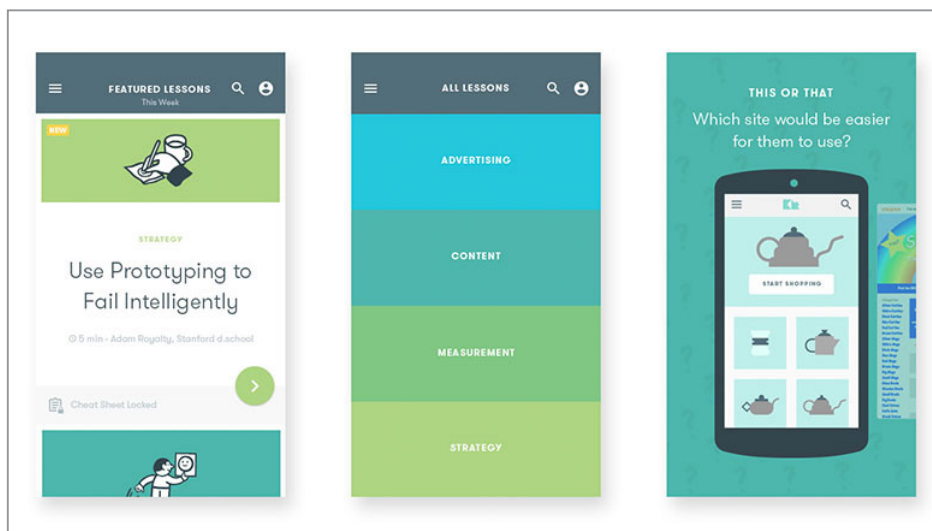 FEATURED LESSONS
This Week
NEW
STRATEGY
Use Prototyping to
Fail Intelligently
5 min - Adam Royalty, Stanford d.school
Cheat Sheet Locked
ALL LESSONS
ADVERTISING
CONTENT
MEASUREMENT
STRATEGY
THIS OR THAT
Which site would be easier
for them to use?
START SHOPPING